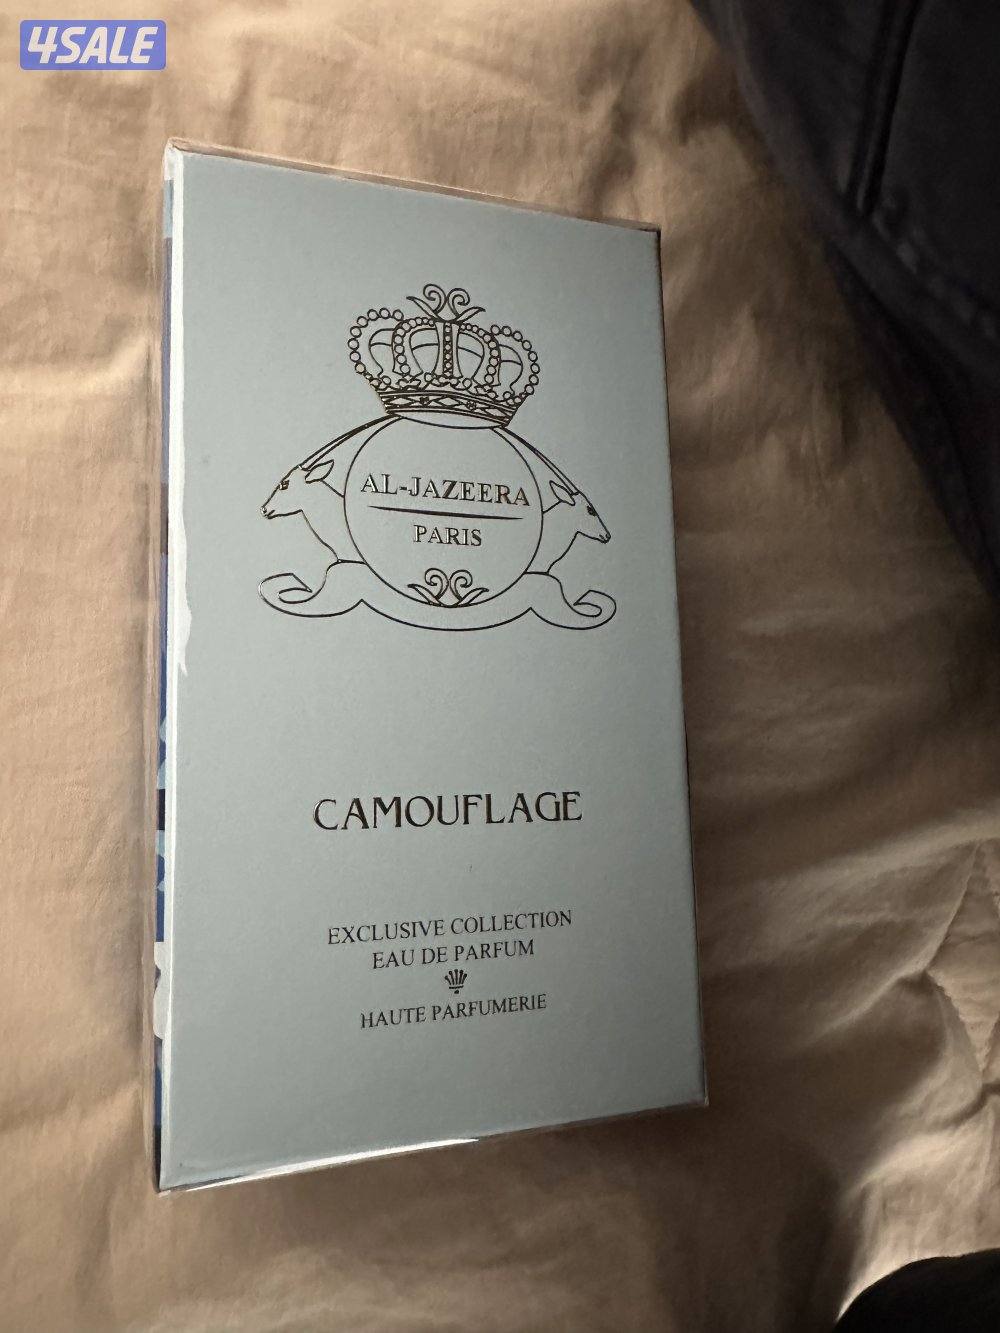 4SALE
AL-JAZEERA
PARIS
CAMOUFLAGE
EXCLUSIVE COLLECTION
EAU DE PARFUM
HAUTE PARFUMERIE